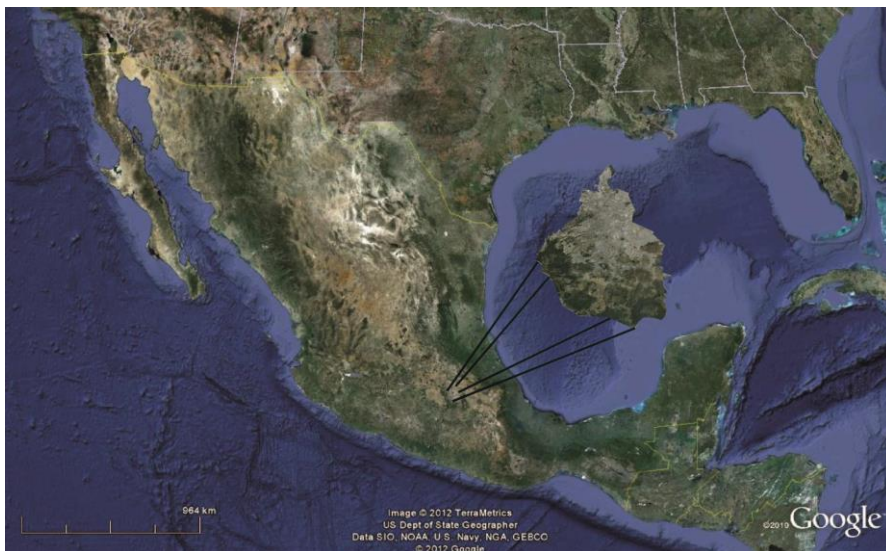 964 km
Image © 2012 TerraMetrics
US Dept of State Geographer
Data SIO, NOAA, U.S. Navy, NGA, GEBCO
© 2012 Google
©2010 Google